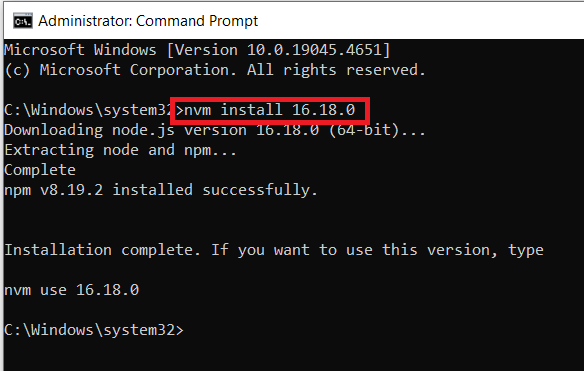 Administrator: Command Prompt
Microsoft Windows [Version 10.0.19045.4651]
(c) Microsoft Corporation. All rights reserved.
C:\Windows\system32>nvm install 16.18.0
Downloading node.js version 16.18.0 (64-bit)...
Extracting node and npm...
Complete
npm v8.19.2 installed successfully.
Installation complete. If you want to use this version, type
nvm use 16.18.0
C:\Windows\system32>